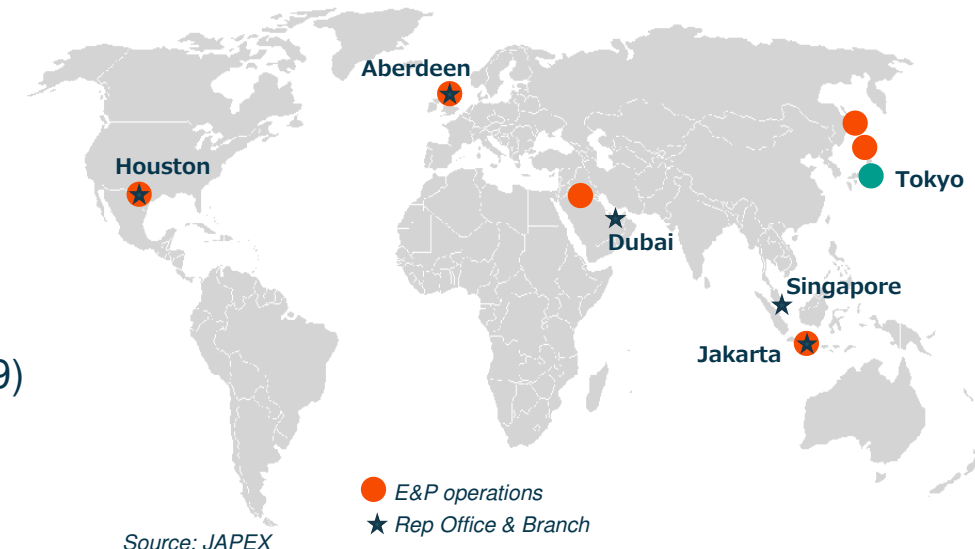 Aberdeen
Houston
Tokyo
Dubai
Singapore
Jakarta
9)
E&P operations
Rep Office & Branch
Source: JAPEX